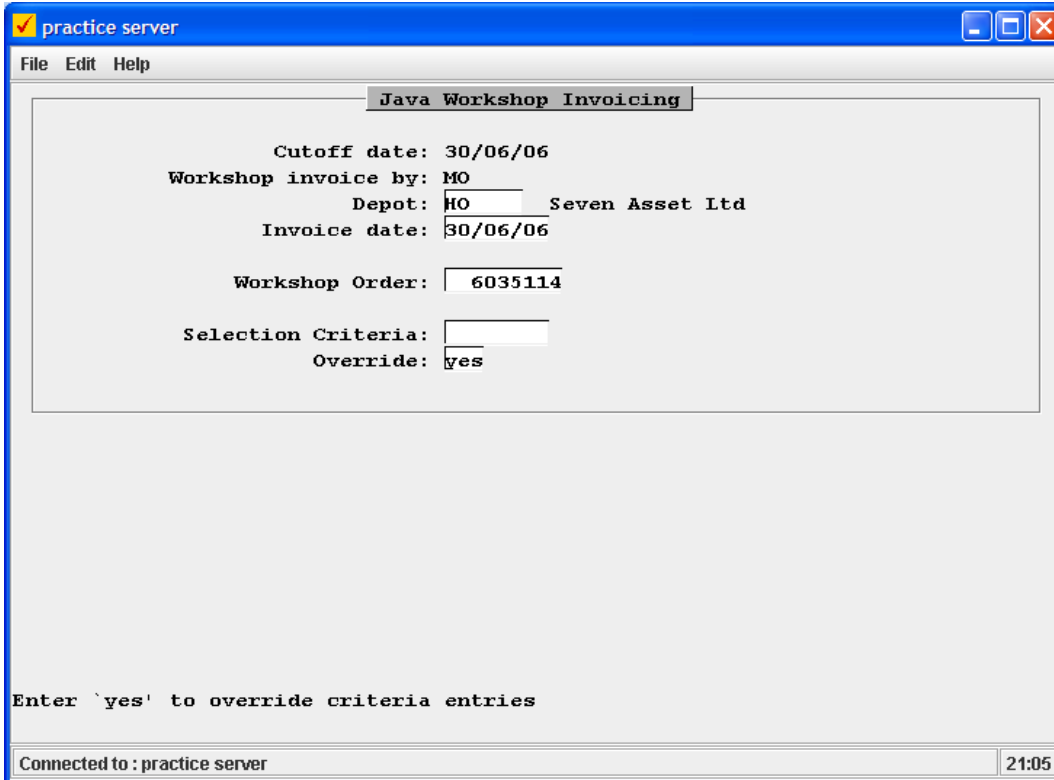 practice server
File Edit Help
Java Workshop Invoicing
Cutoff date: 30/06/06
Workshop invoice by: MO
Depot: HO Seven Asset Ltd
Invoice date: 30/06/06
Workshop Order: 6035114
Selection Criteria:
Override: yes
Enter `yes' to override criteria entries
Connected to : practice server 21:05